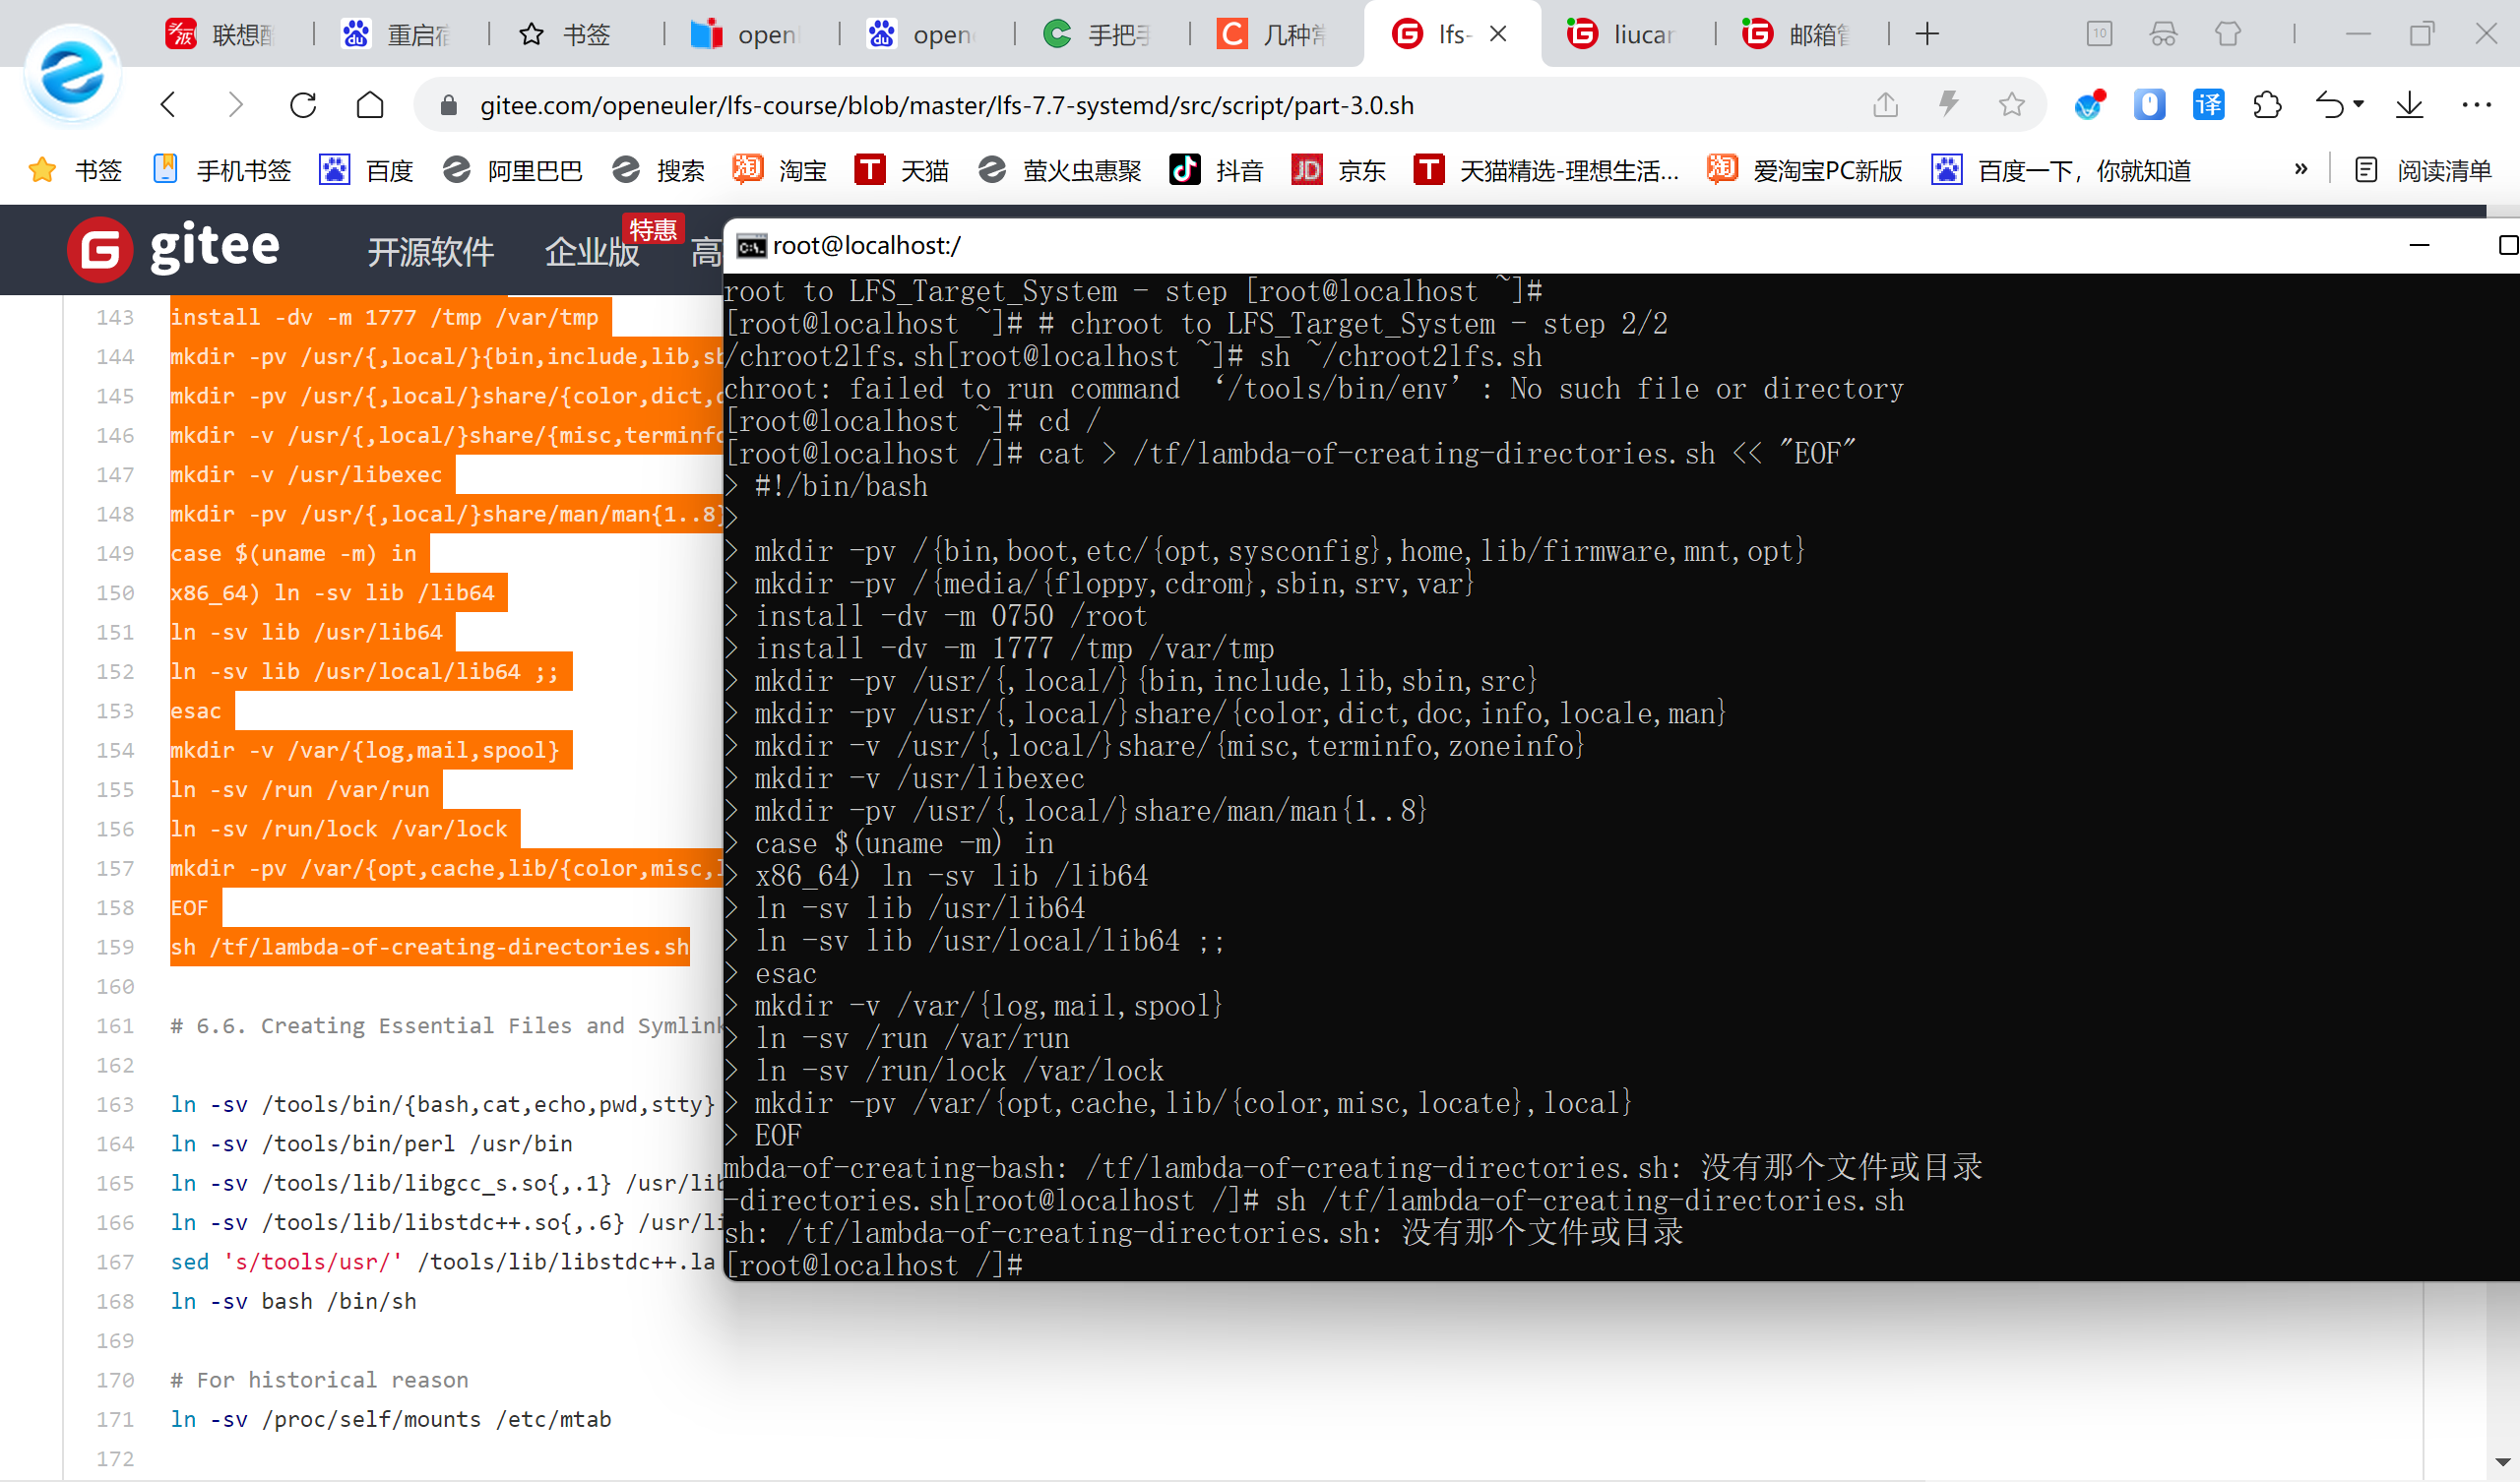 联想
重启
书签
openl
open
手把手
几种常
lfs-
liucar
邮箱管
10
gitee.com/openeuler/lfs-course/blob/master/lfs-7.7-systemd/src/script/part-3.0.sh
译
书签 手机书签 百度 阿里巴巴 搜索 淘宝 天猫 萤火虫惠聚 抖音 京东 天猫精选-理想生活... 爱淘宝PC新版 百度一下，你就知道 » 阅读清单
gitee 开源软件 企业版 特惠 高
143 install -dv -m 1777 /tmp /var/tmp
144 mkdir -pv /usr/{,local/}{bin,include,lib,sb
145 mkdir -pv /usr/{,local/}share/{color,dict,d
146 mkdir -v /usr/{,local/}share/{misc,terminfo
147 mkdir -v /usr/libexec
148 mkdir -pv /usr/{,local/}share/man/man{1..8}
149 case $(uname -m) in
150 x86_64) ln -sv lib /lib64
151 ln -sv lib /usr/lib64
152 ln -sv lib /usr/local/lib64 ;;
153 esac
154 mkdir -v /var/{log,mail,spool}
155 ln -sv /run /var/run
156 ln -sv /run/lock /var/lock
157 mkdir -pv /var/{opt,cache,lib/{color,misc,l
158 EOF
159 sh /tf/lambda-of-creating-directories.sh
160
161 # 6.6. Creating Essential Files and Symlink
162
163 ln -sv /tools/bin/{bash,cat,echo,pwd,stty}
164 ln -sv /tools/bin/perl /usr/bin
165 ln -sv /tools/lib/libgcc_s.so{,.1} /usr/lib
166 ln -sv /tools/lib/libstdc++.so{,.6} /usr/li
167 sed 's/tools/usr/' /tools/lib/libstdc++.la
168 ln -sv bash /bin/sh
169
170 # For historical reason
171 ln -sv /proc/self/mounts /etc/mtab
172
root@localhost:/
root to LFS_Target_System - step [root@localhost ~]#
[root@localhost ~]# # chroot to LFS_Target_System - step 2/2
/chroot2lfs.sh[root@localhost ~]# sh ~/chroot2lfs.sh
chroot: failed to run command ‘/tools/bin/env’: No such file or directory
[root@localhost ~]# cd /
[root@localhost /]# cat > /tf/lambda-of-creating-directories.sh << "EOF"
> #!/bin/bash
>
> mkdir -pv /{bin,boot,etc/{opt,sysconfig},home,lib/firmware,mnt,opt}
> mkdir -pv /{media/{floppy,cdrom},sbin,srv,var}
> install -dv -m 0750 /root
> install -dv -m 1777 /tmp /var/tmp
> mkdir -pv /usr/{,local/}{bin,include,lib,sbin,src}
> mkdir -pv /usr/{,local/}share/{color,dict,doc,info,locale,man}
> mkdir -v /usr/{,local/}share/{misc,terminfo,zoneinfo}
> mkdir -v /usr/libexec
> mkdir -pv /usr/{,local/}share/man/man{1..8}
> case $(uname -m) in
> x86_64) ln -sv lib /lib64
> ln -sv lib /usr/lib64
> ln -sv lib /usr/local/lib64 ;;
> esac
> mkdir -v /var/{log,mail,spool}
> ln -sv /run /var/run
> ln -sv /run/lock /var/lock
> mkdir -pv /var/{opt,cache,lib/{color,misc,locate},local}
> EOF
mbda-of-creating-bash: /tf/lambda-of-creating-directories.sh: 没有那个文件或目录
-directories.sh[root@localhost /]# sh /tf/lambda-of-creating-directories.sh
sh: /tf/lambda-of-creating-directories.sh: 没有那个文件或目录
[root@localhost /]#